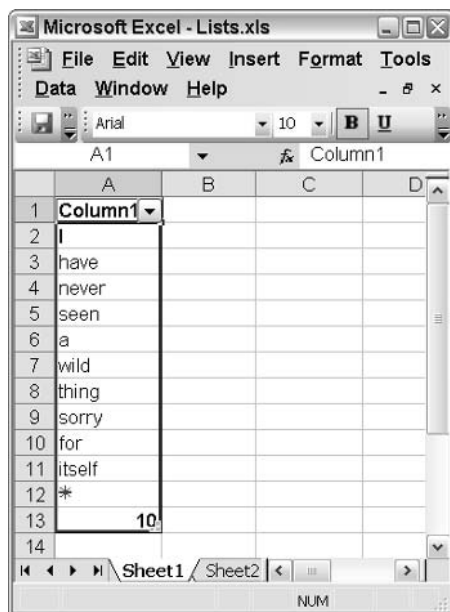 Microsoft Excel - Lists.xls
File Edit View Insert Format Tools
Data Window Help
Arial 10 B U
A1 fx Column1
A B C D
1 Column1
2 I
3 have
4 never
5 seen
6 a
7 wild
8 thing
9 sorry
10 for
11 itself
12 *
13 10
14
Sheet1 Sheet2
NUM